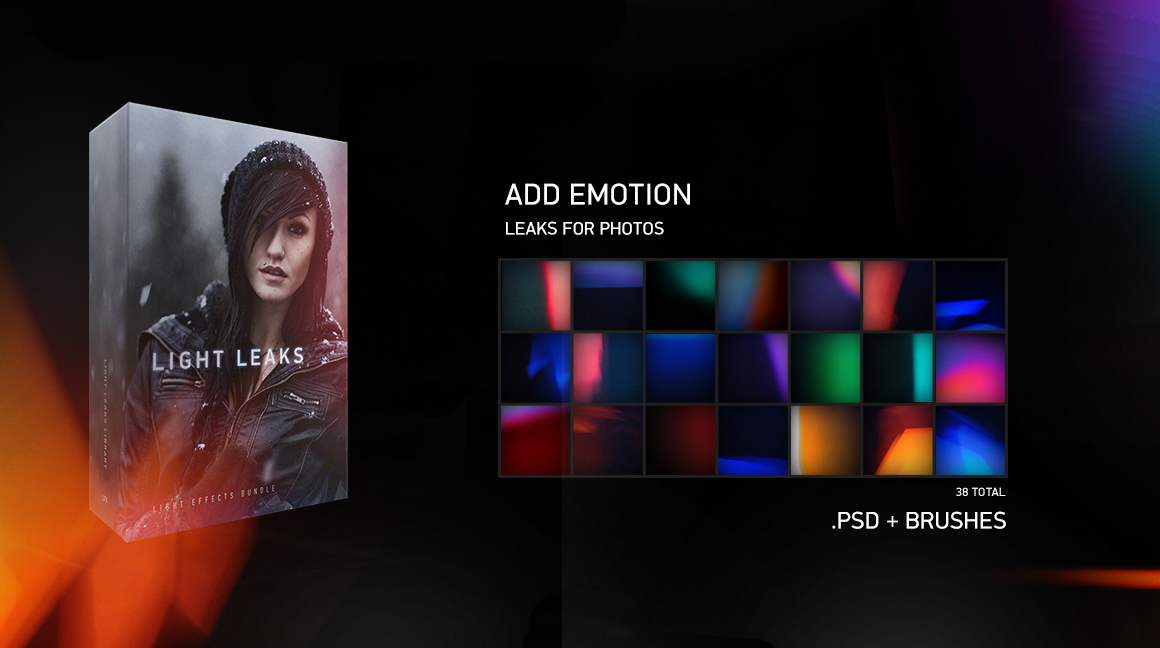 LIGHT LEAKS
LIGHT LEAKS LIBRARY
LIGHT EFFECTS BUNDLE
ADD EMOTION
LEAKS FOR PHOTOS
38 TOTAL
.PSD + BRUSHES